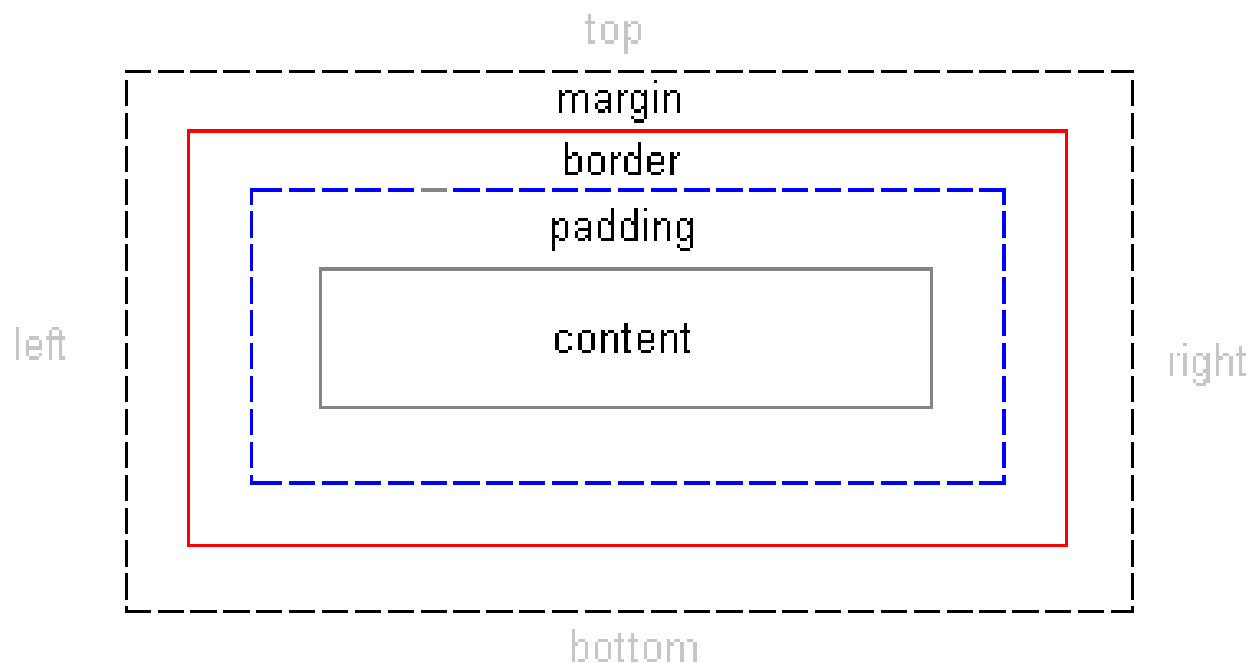 top
margin
border
padding
content
left
right
bottom